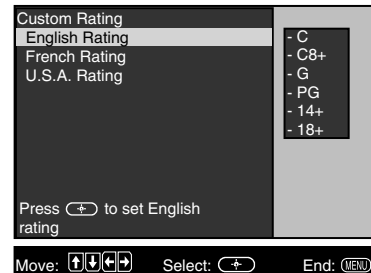 Custom Rating
English Rating
French Rating
U.S.A. Rating
- C
- C8+
- G
- PG
- 14+
- 18+
Press to set English
rating
Move: Select: End: MENU